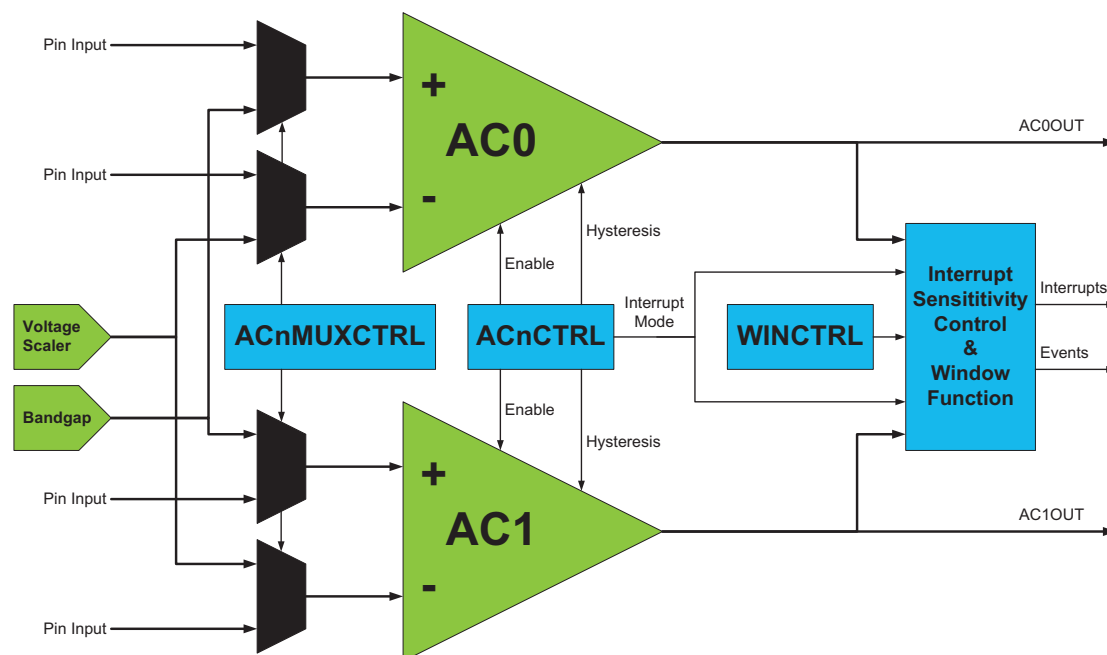 Pin Input
+
AC0
-
AC0OUT
Pin Input
Hysteresis
Enable
Voltage
Scaler
Bandgap
ACnMUXCTRL
ACnCTRL
Interrupt
Mode
WINCTRL
Interrupt
Sensititivity
Control
&
Window
Function
Interrupts
Events
Enable
Hysteresis
Pin Input
+
AC1
-
AC1OUT
Pin Input